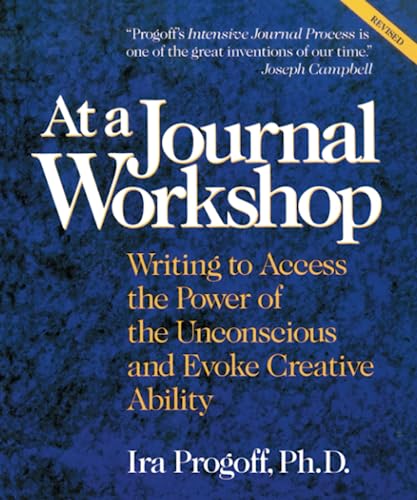 "Progoff's Intensive Journal Process is
one of the great inventions of our time."
Joseph Campbell
REVISED
At a
Journal
Workshop
Writing to Access
the Power of
the Unconscious
and Evoke Creative
Ability
Ira Progoff, Ph.D.